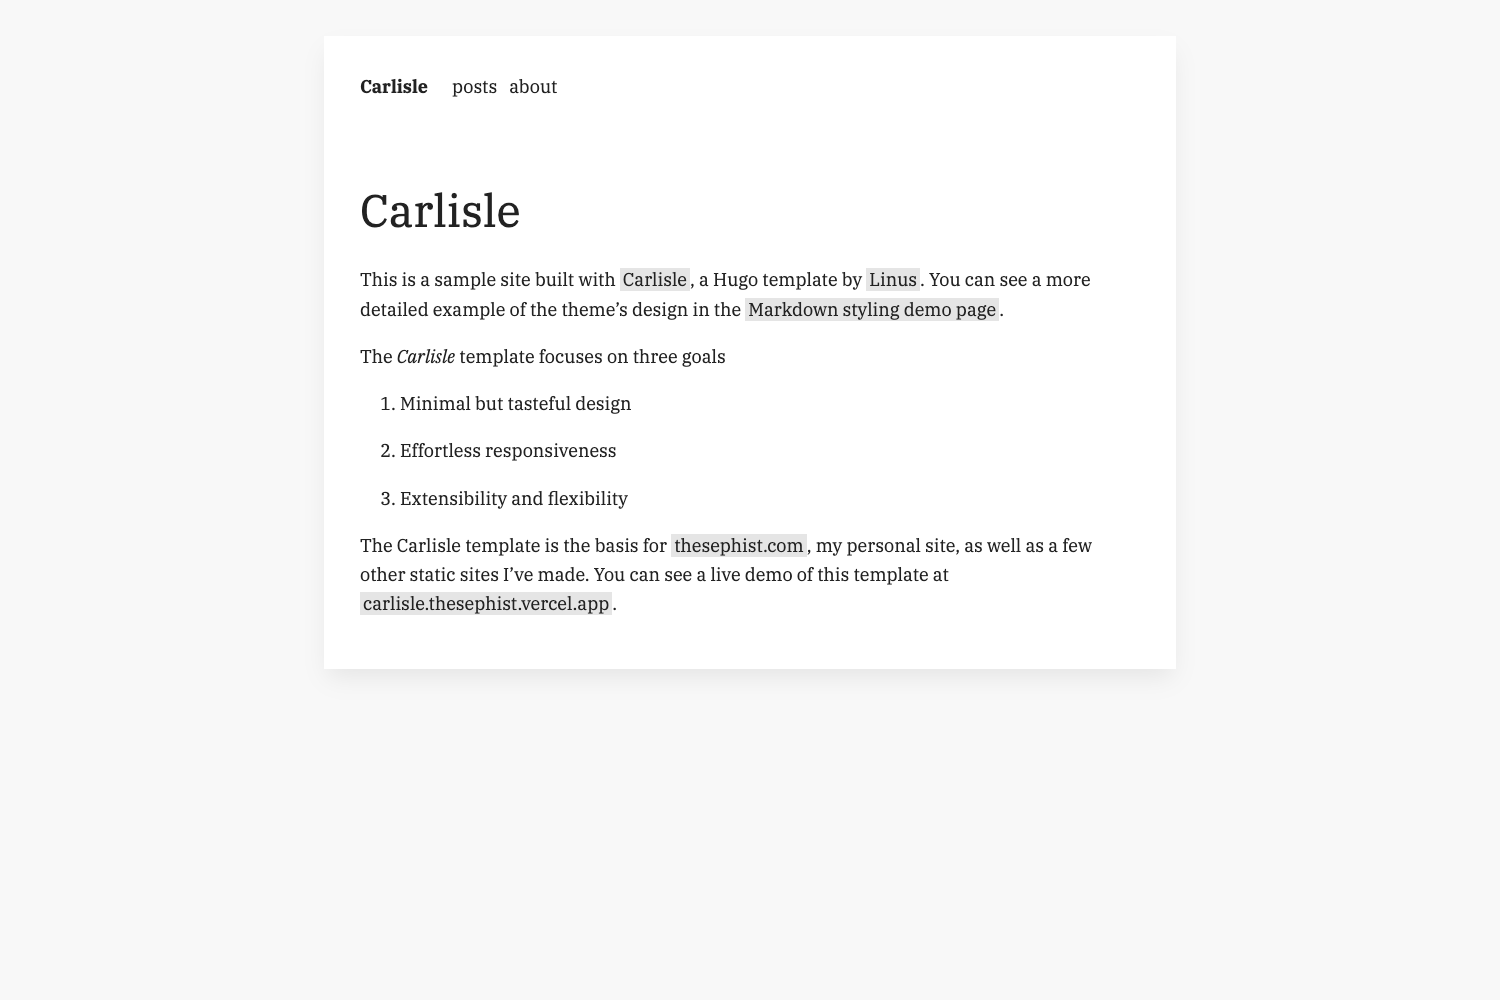 Carlisle posts about
Carlisle
This is a sample site built with Carlisle, a Hugo template by Linus. You can see a more
detailed example of the theme’s design in the Markdown styling demo page.
The Carlisle template focuses on three goals
1. Minimal but tasteful design
2. Effortless responsiveness
3. Extensibility and flexibility
The Carlisle template is the basis for thesephist.com, my personal site, as well as a few
other static sites I’ve made. You can see a live demo of this template at
carlisle.thesephist.vercel.app.